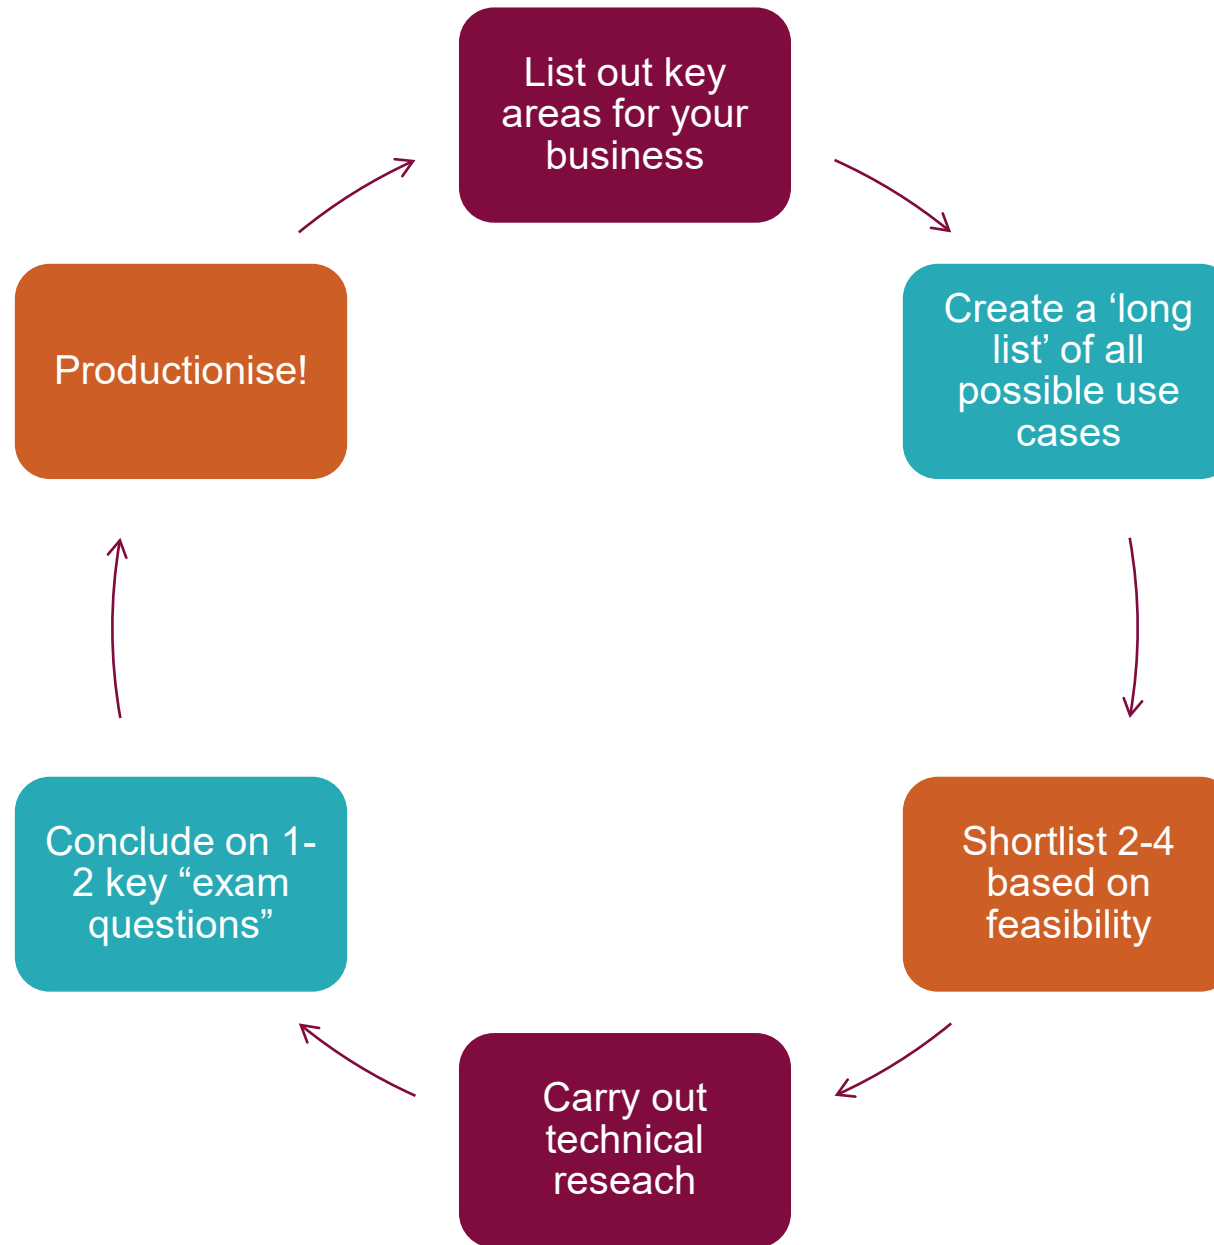 List out key
areas for your
business
Create a ‘long
list’ of all
possible use
cases
Shortlist 2-4
based on
feasibility
Carry out
technical
reseach
Conclude on 1-
2 key “exam
questions”
Productionise!